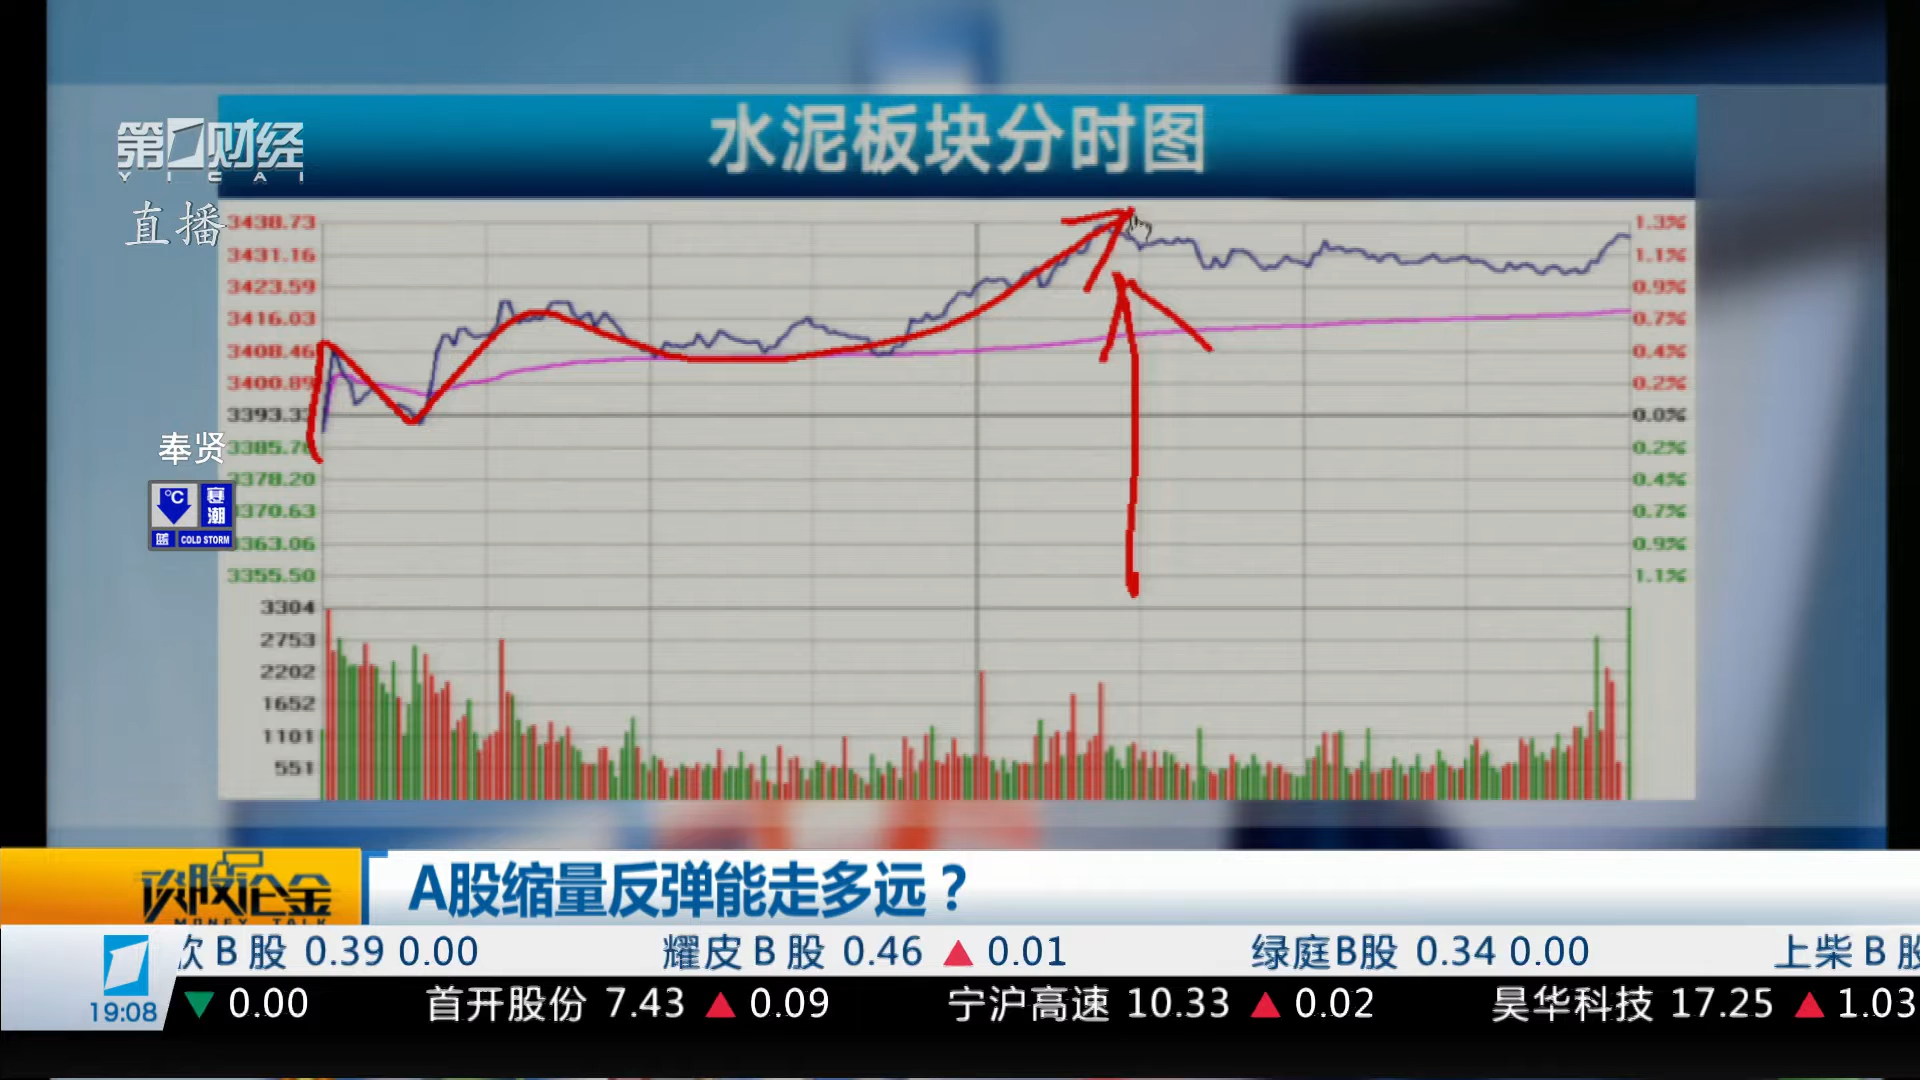 水泥板块分时图
第1财经
YICAI
直播
3438.73 1.3%
3431.16 1.1%
3423.59 0.9%
3416.03 0.7%
3408.46 0.4%
3400.89 0.2%
3393.33 0.0%
奉贤
3385.76 0.2%
3378.20 0.4%
℃ 寒潮
3370.63 0.7%
蓝 COLD STORM
3363.06 0.9%
3355.50 1.1%
3304
2753
2202
1652
1101
551
谈股论金
MONEY TALK
A股缩量反弹能走多远？
B股 0.39 0.00 耀皮B股 0.46 ▲ 0.01 绿庭B股 0.34 0.00 上柴B股
19:08
▼ 0.00 首开股份 7.43 ▲ 0.09 宁沪高速 10.33 ▲ 0.02 昊华科技 17.25 ▲ 1.03